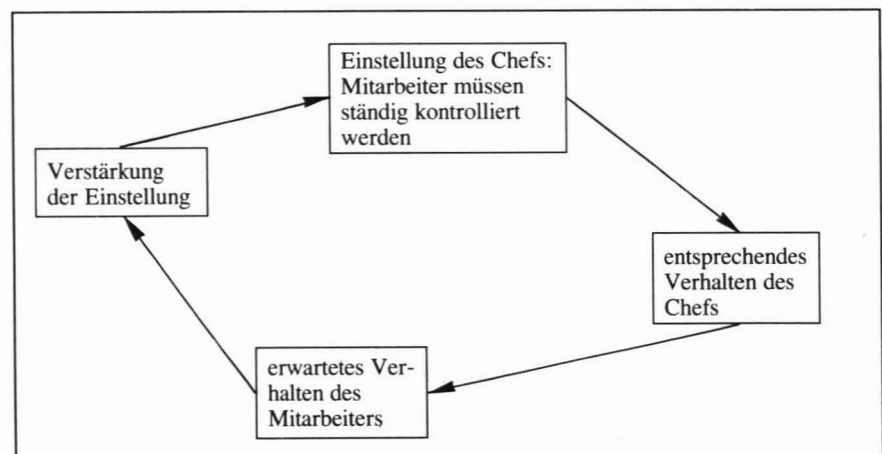 Einstellung des Chefs:
Mitarbeiter müssen
ständig kontrolliert
werden
Verstärkung
der Einstellung
entsprechendes
Verhalten des
Chefs
erwartetes Ver-
halten des
Mitarbeiters